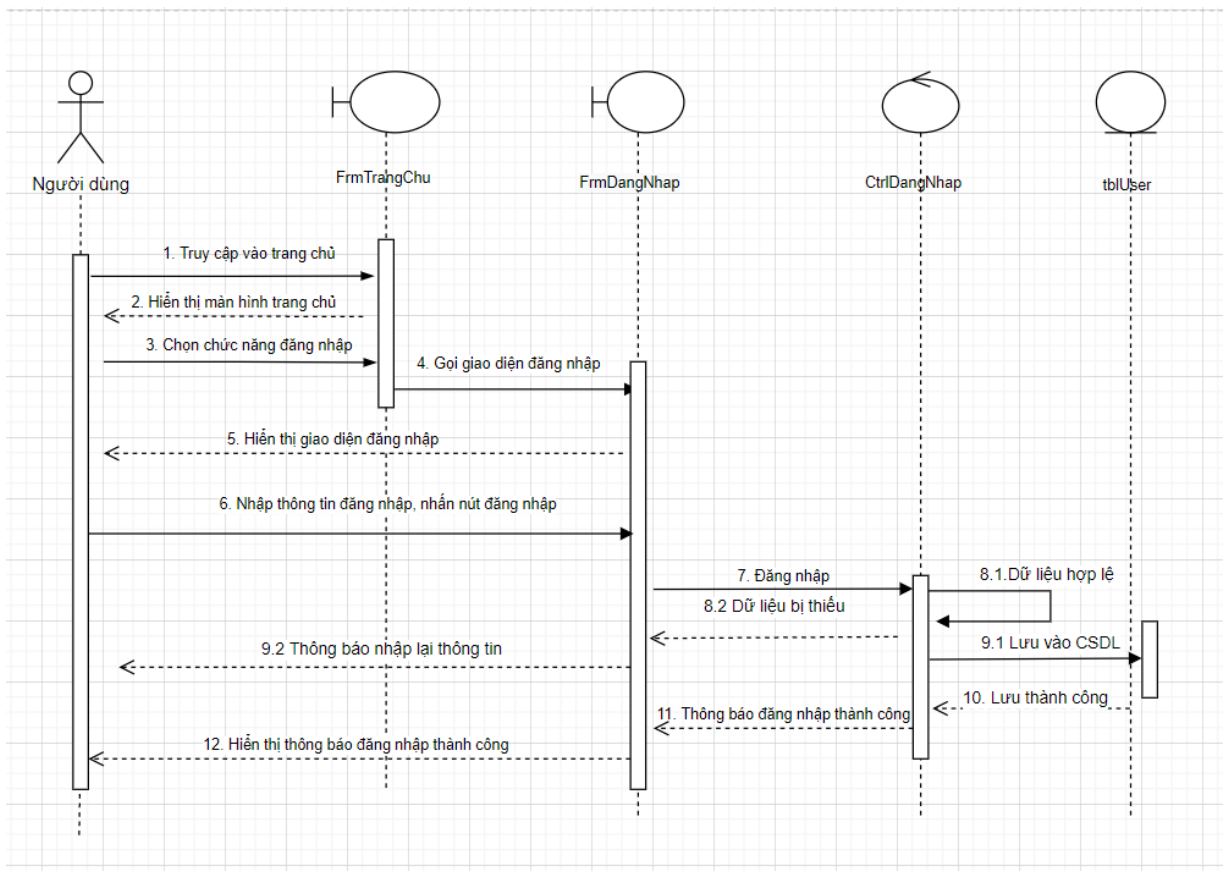 Người dùng
FrmTrangChu
FrmDangNhap
CtrlDangNhap
tblUser
1. Truy cập vào trang chủ
2. Hiển thị màn hình trang chủ
3. Chọn chức năng đăng nhập
4. Gọi giao diện đăng nhập
5. Hiển thị giao diện đăng nhập
6. Nhập thông tin đăng nhập, nhấn nút đăng nhập
7. Đăng nhập
8.1.Dữ liệu hợp lệ
8.2 Dữ liệu bị thiếu
9.1 Lưu vào CSDL
9.2 Thông báo nhập lại thông tin
10. Lưu thành công
11. Thông báo đăng nhập thành công
12. Hiển thị thông báo đăng nhập thành công